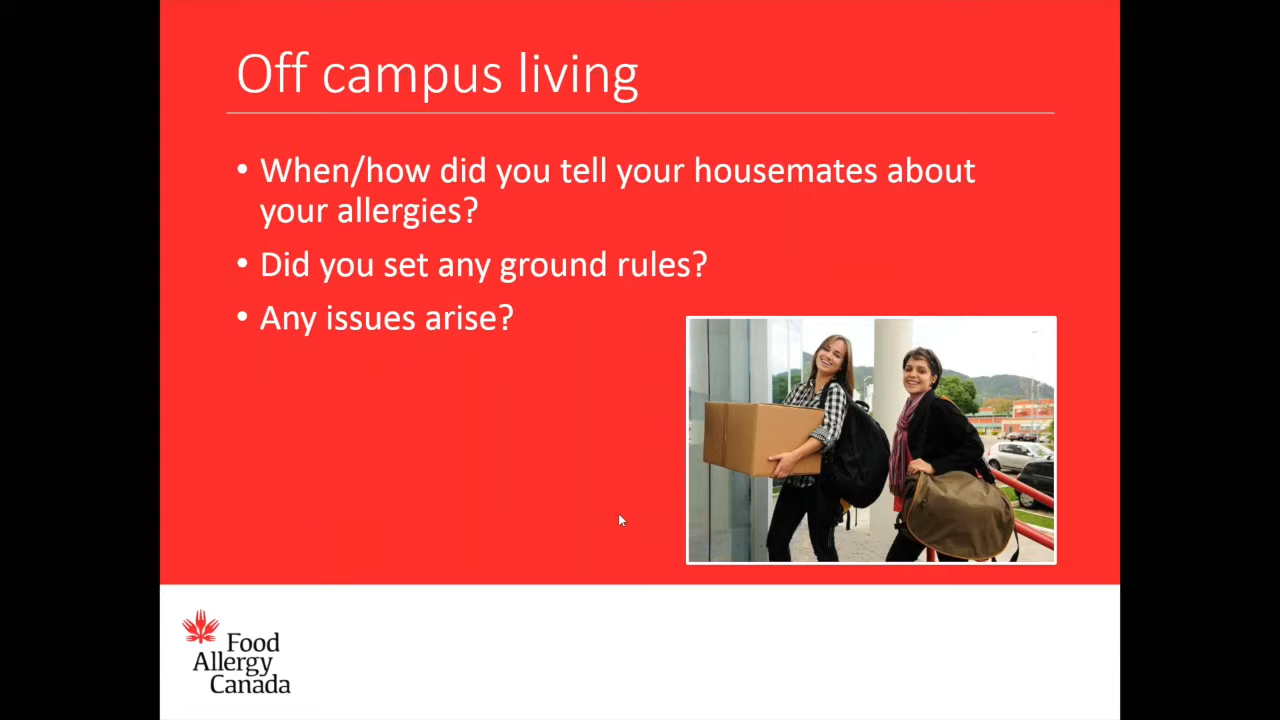 Off campus living
• When/how did you tell your housemates about
your allergies?
• Did you set any ground rules?
• Any issues arise?
Food
Allergy
Canada